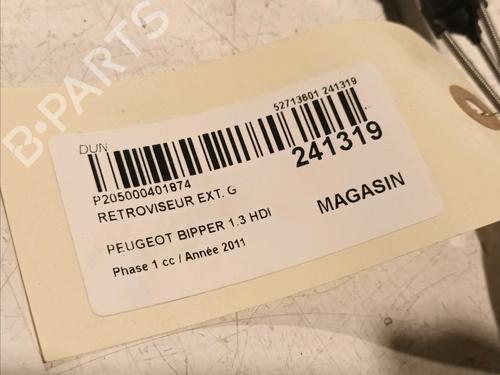 B-PARTS
DUN
52713601 241319
P205000401874
241319
RETROVISEUR EXT. G
MAGASIN
PEUGEOT BIPPER 1.3 HDI
Phase 1 cc / Année 2011